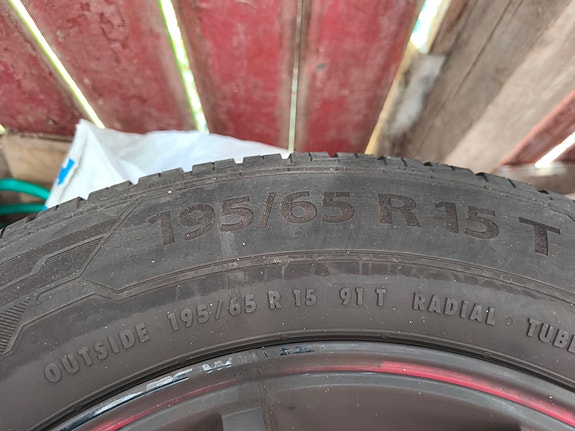 195/65 R 15 T
OUTSIDE 195/65 R 15 91 T RADIAL TUBE